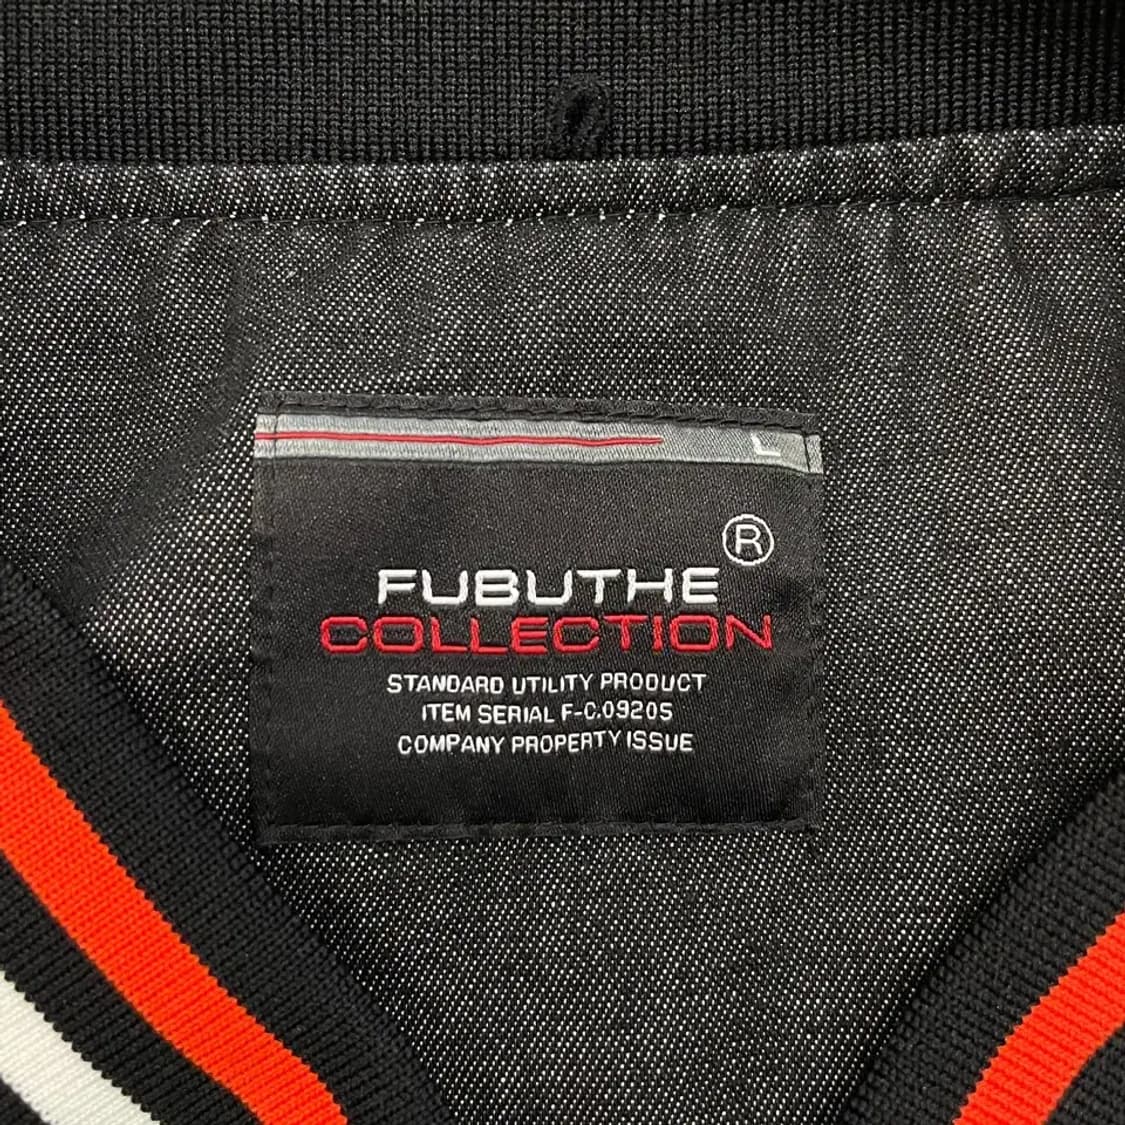 L
®
FUBUTHE
COLLECTION
STANDARD UTILITY PRODUCT
ITEM SERIAL F-C.09205
COMPANY PROPERTY ISSUE